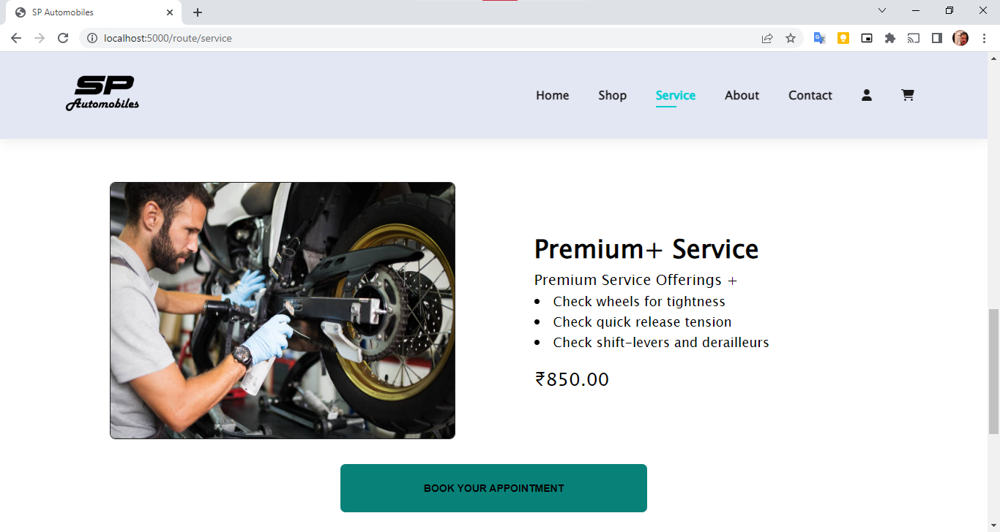 SP Automobiles
localhost:5000/route/service
SP
Automobiles
Home Shop Service About Contact
Premium+ Service
Premium Service Offerings +
• Check wheels for tightness
• Check quick release tension
• Check shift-levers and derailleurs
₹850.00
BOOK YOUR APPOINTMENT